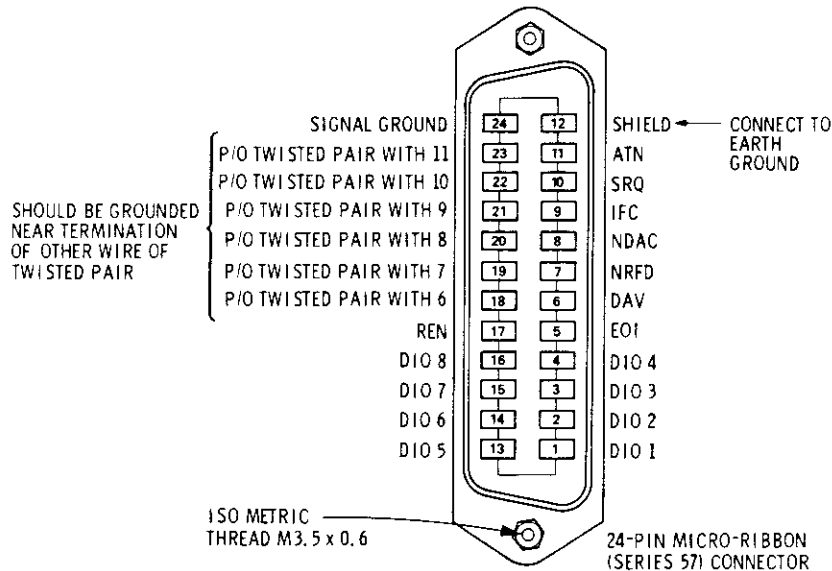 SIGNAL GROUND 24 12 SHIELD
P/O TWISTED PAIR WITH 11 23 11 ATN
P/O TWISTED PAIR WITH 10 22 10 SRQ
P/O TWISTED PAIR WITH 9 21 9 IFC
P/O TWISTED PAIR WITH 8 20 8 NDAC
P/O TWISTED PAIR WITH 7 19 7 NRFD
P/O TWISTED PAIR WITH 6 18 6 DAV
REN 17 5 EOI
DIO 8 16 4 DIO 4
DIO 7 15 3 DIO 3
DIO 6 14 2 DIO 2
DIO 5 13 1 DIO 1
CONNECT TO
EARTH
GROUND
SHOULD BE GROUNDED
NEAR TERMINATION
OF OTHER WIRE OF
TWISTED PAIR
ISO METRIC
THREAD M3.5 x 0.6
24-PIN MICRO-RIBBON
(SERIES 57) CONNECTOR